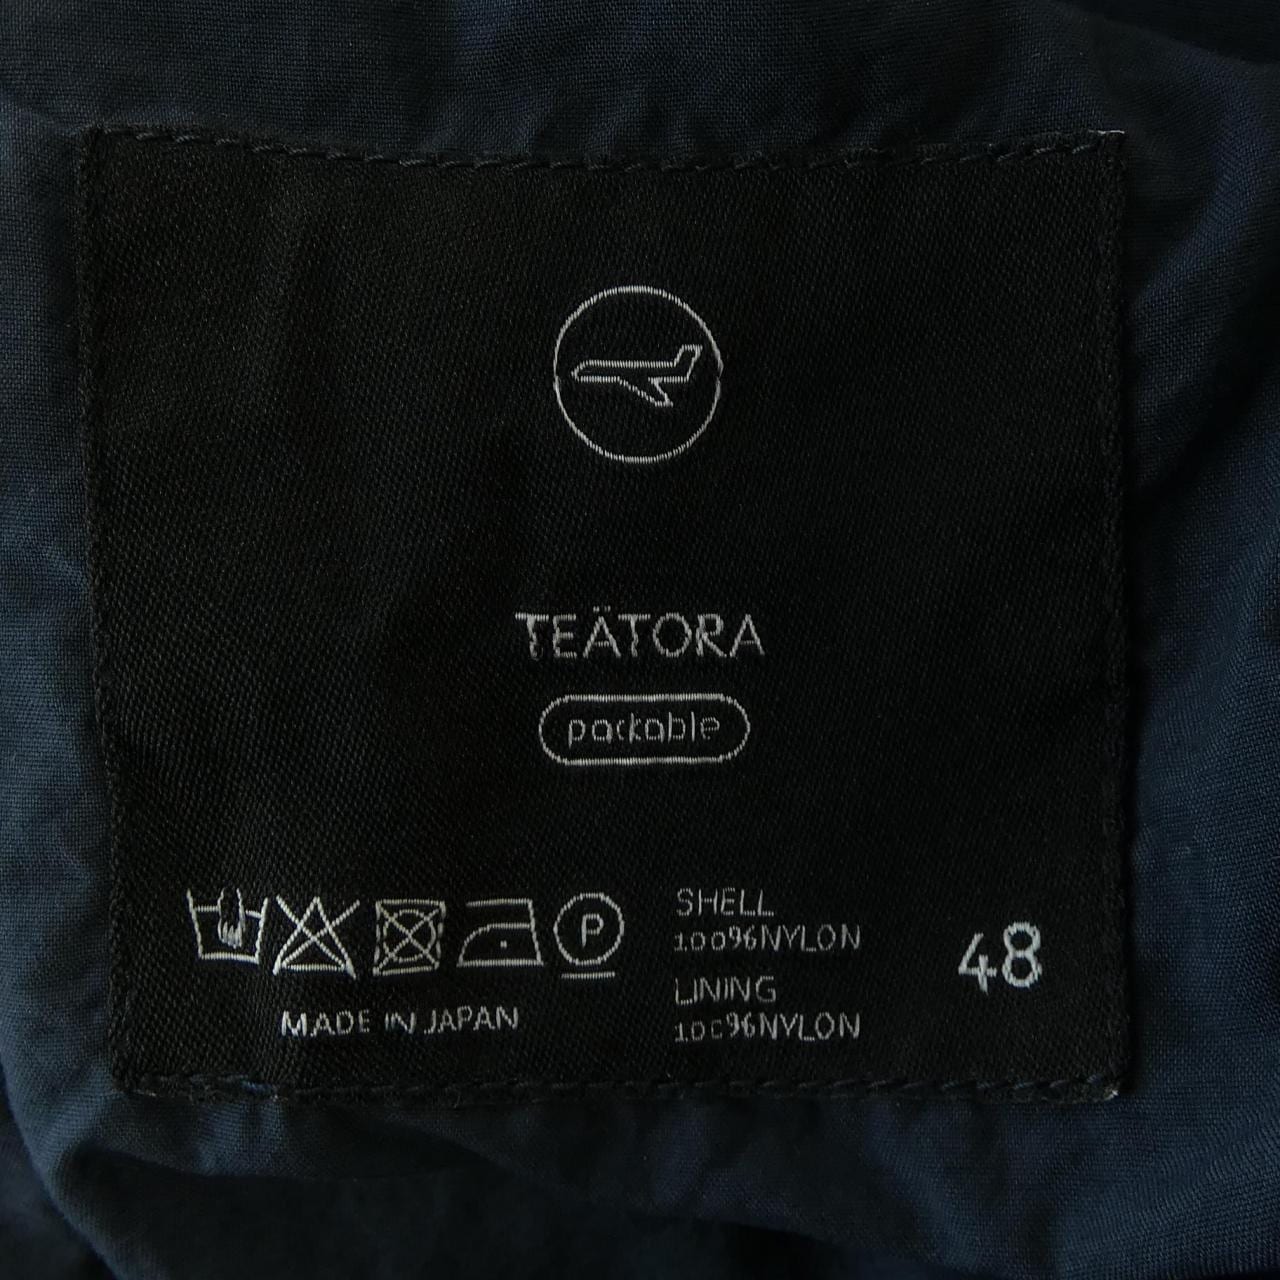 TEÄTORA
packable
P
MADE IN JAPAN
SHELL
100%NYLON
LINING
100%NYLON
48